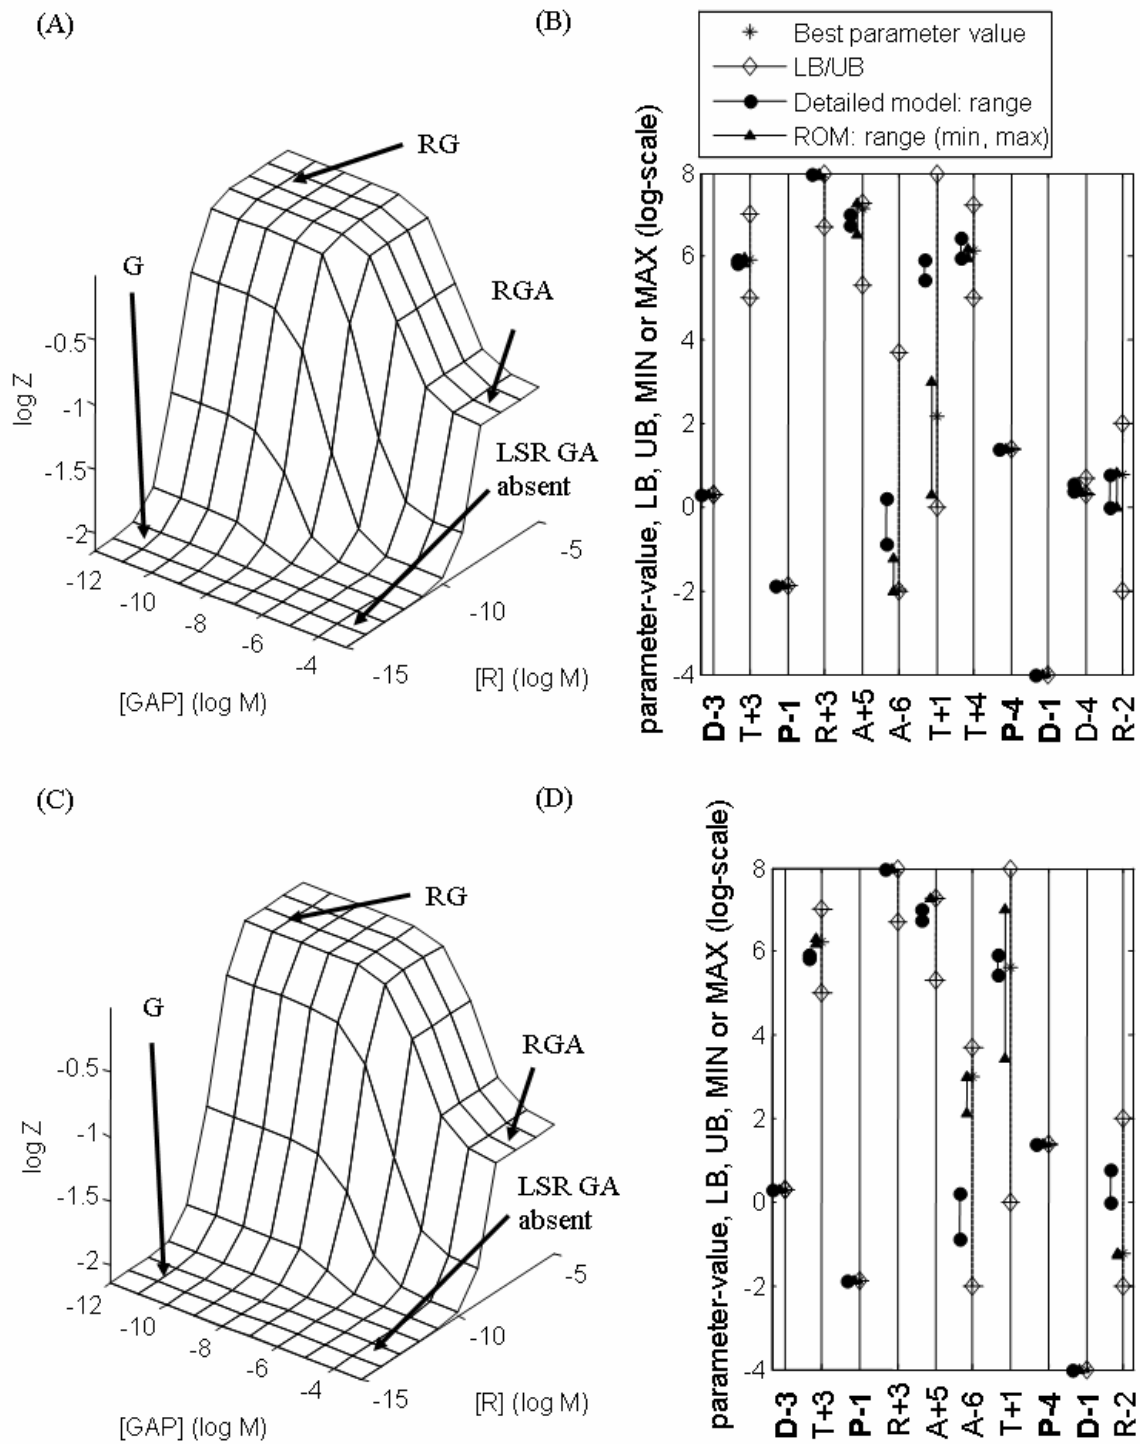 (A)
RG
G
RGA
LSR GA
absent
log Z
-0.5
-1
-1.5
-2
-12
-10
-8
-6
-4
-15
-10
-5
[GAP] (log M)
[R] (log M)
(B)
Best parameter value
LB/UB
Detailed model: range
ROM: range (min, max)
parameter-value, LB, UB, MIN or MAX (log-scale)
8
6
4
2
0
-2
-4
D-3
T+3
P-1
R+3
A+5
A-6
T+1
T+4
P-4
D-1
D-4
R-2
(C)
RG
G
RGA
LSR GA
absent
log Z
-0.5
-1
-1.5
-2
-12
-10
-8
-6
-4
-15
-10
-5
[GAP] (log M)
[R] (log M)
(D)
parameter-value, LB, UB, MIN or MAX (log-scale)
8
6
4
2
0
-2
-4
D-3
T+3
P-1
R+3
A+5
A-6
T+1
P-4
D-1
R-2